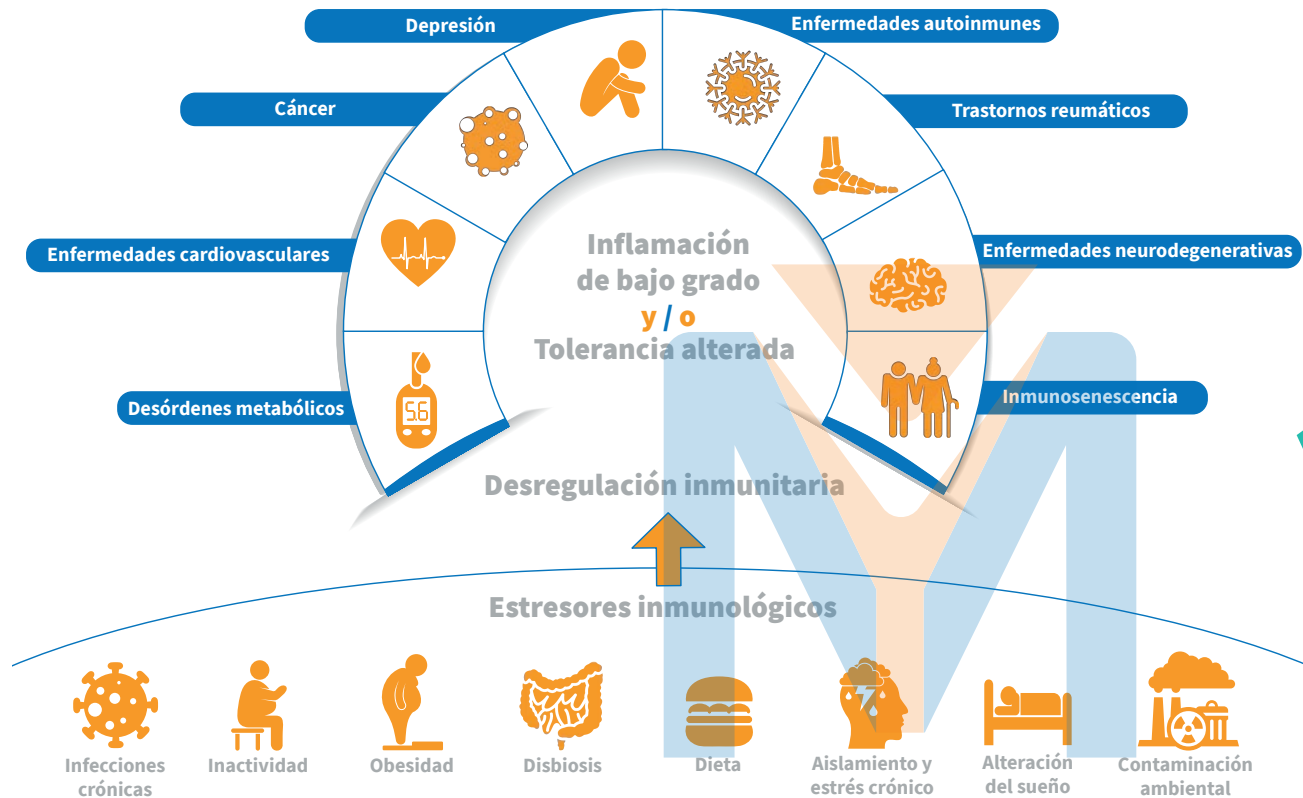 Depresión
Enfermedades autoinmunes
Cáncer
Trastornos reumáticos
Enfermedades cardiovasculares
Enfermedades neurodegenerativas
Inflamación
de bajo grado
y / o
Tolerancia alterada
Desórdenes metabólicos
5.6
Inmunosenescencia
Desregulación inmunitaria
Estresores inmunológicos
Infecciones
crónicas
Inactividad
Obesidad
Disbiosis
Dieta
Aislamiento y
estrés crónico
Alteración
del sueño
Contaminación
ambiental